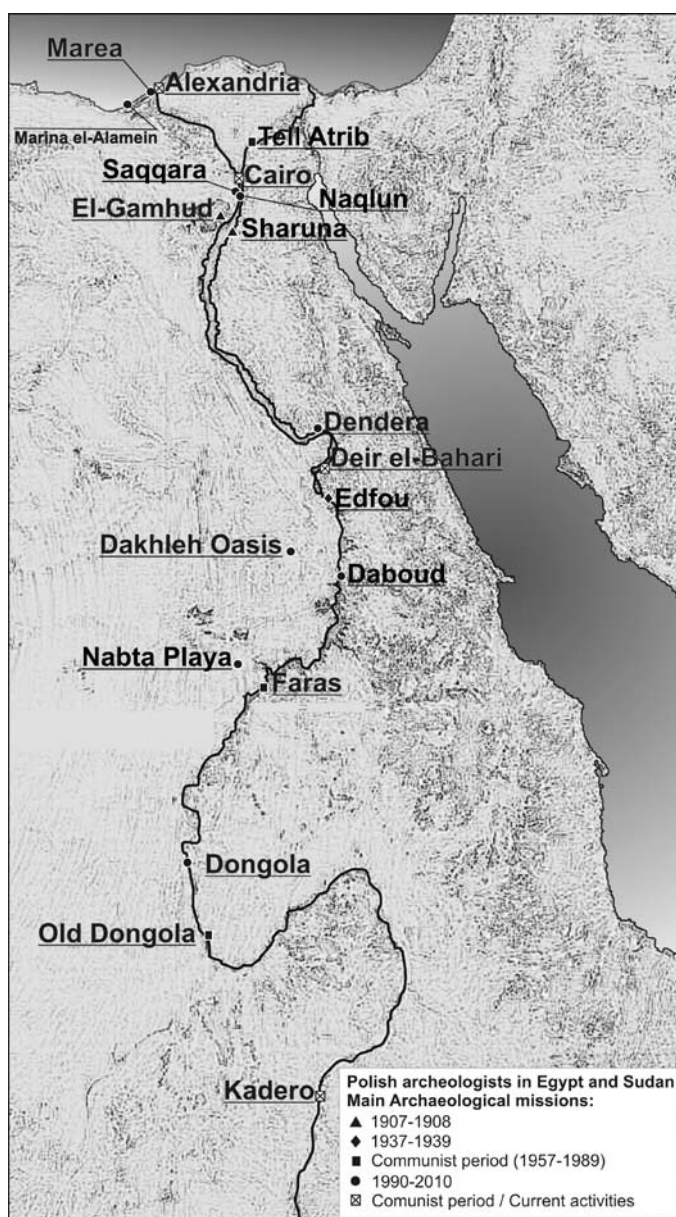 Marea
Alexandria
Marina el-Alamein
Tell Atrib
Saqqara
Cairo
Naqlun
El-Gamhud
Sharuna
Dendera
Deir el-Bahari
Edfou
Dakhleh Oasis
Daboud
Nabta Playa
Faras
Dongola
Old Dongola
Kadero
Polish archeologists in Egypt and Sudan
Main Archaeological missions:
1907-1908
1937-1939
Communist period (1957-1989)
1990-2010
Comunist period / Current activities